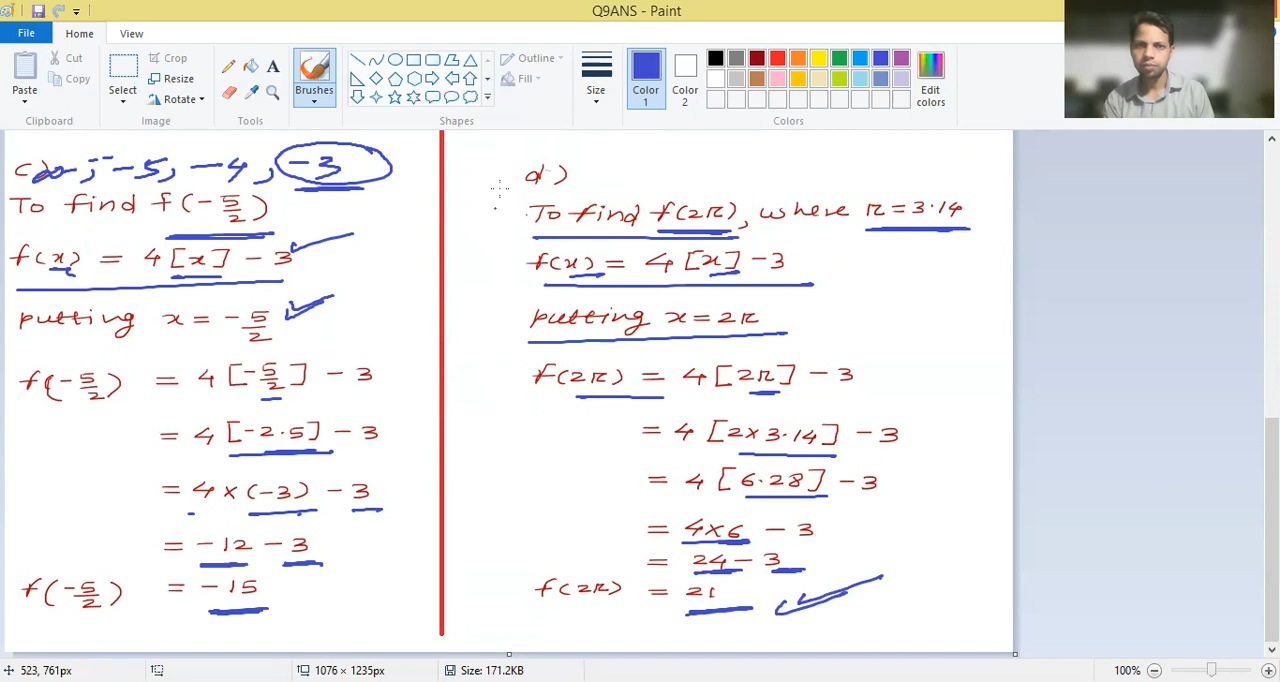 Q9ANS - Paint
File Home View
Cut
Copy
Paste
Clipboard
Crop
Resize
Rotate
Select
Image
Tools
Brushes
Shapes
Outline
Fill
Size
Color 1
Color 2
Edit colors
Colors
c) -5, -4, -3
To find f(-5/2)
f(x) = 4[x] - 3
putting x = -5/2
f(-5/2) = 4[-5/2] - 3
= 4[-2.5] - 3
= 4×(-3) - 3
= -12 - 3
f(-5/2) = -15
d)
To find f(2π), where π = 3.14
f(x) = 4[x] - 3
putting x = 2π
f(2π) = 4[2π] - 3
= 4[2×3.14] - 3
= 4[6.28] - 3
= 4×6 - 3
= 24 - 3
f(2π) = 21
523, 761px
1076 × 1235px
Size: 171.2KB
100%